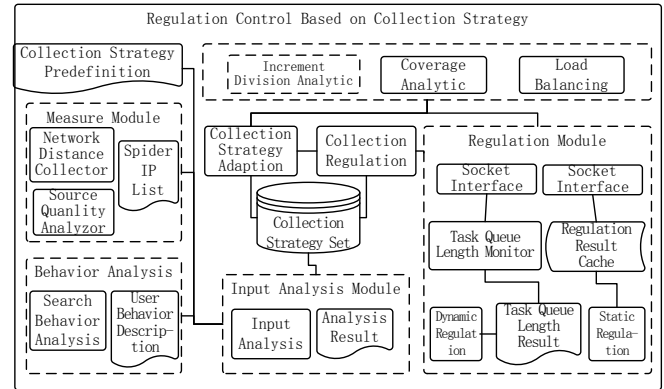 Regulation Control Based on Collection Strategy
Collection Strategy
Predefinition
Increment
Division Analytic
Coverage
Analytic
Load
Balancing
Measure Module
Network
Distance
Collector
Spider
IP
List
Source
Quanlity
Analyzor
Collection
Strategy
Adaption
Collection
Regulation
Collection
Strategy Set
Regulation Module
Socket
Interface
Socket
Interface
Task Queue
Length Monitor
Regulation
Result
Cache
Dynamic
Regulat
ion
Task Queue
Length
Result
Static
Regula-
tion
Behavior Analysis
Search
Behavior
Analysis
User
Behavior
Descrip-
tion
Input Analysis Module
Input
Analysis
Analysis
Result